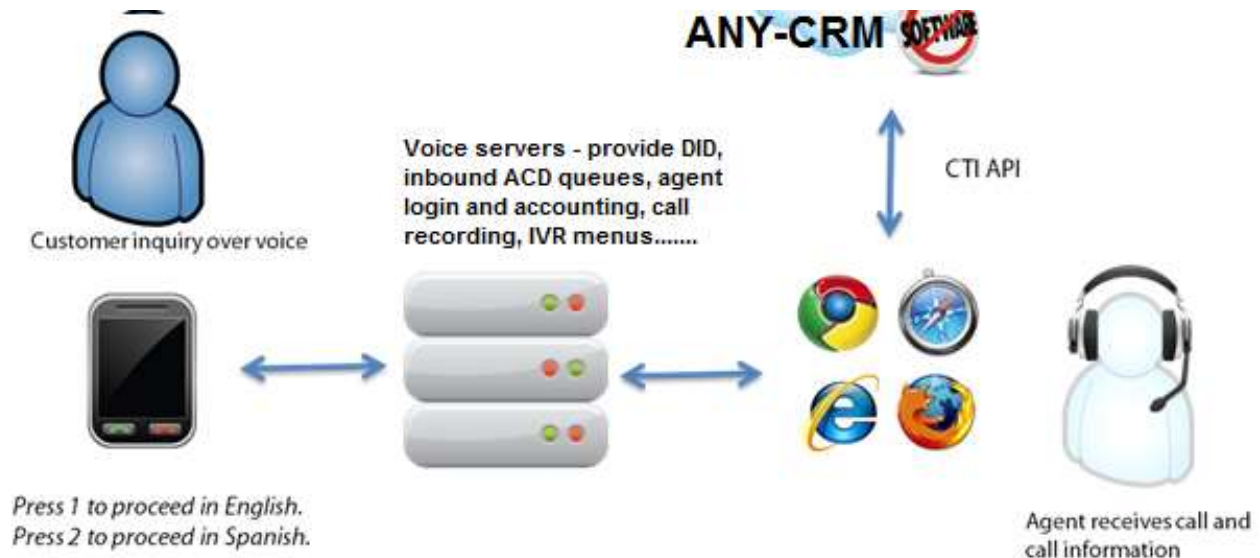 ANY-CRM
SOFTWARE
Voice servers - provide DID,
inbound ACD queues, agent
login and accounting, call
recording, IVR menus.......
CTI API
Customer inquiry over voice
Press 1 to proceed in English.
Press 2 to proceed in Spanish.
Agent receives call and
call information